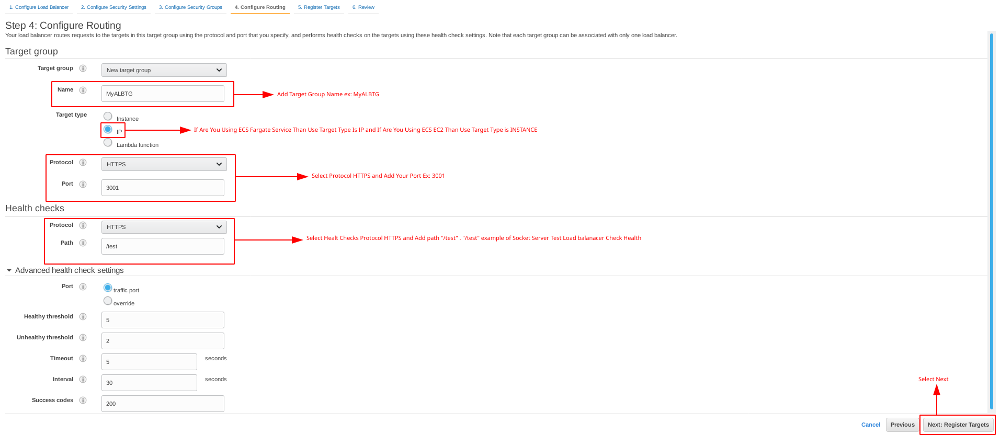 1. Configure Load Balancer 2. Configure Security Settings 3. Configure Security Groups 4. Configure Routing 5. Register Targets 6. Review
Step 4: Configure Routing
Your load balancer routes requests to the targets in this target group using the protocol and port that you specify, and performs health checks on the targets using these health check settings. Note that each target group can be associated with only one load balancer.
Target group
Target group i New target group
Name i MyALBTG Add Target Group Name ex: MyALBTG
Target type Instance
IP If Are You Using ECS Fargate Service Than Use Target Type Is IP and If Are You Using ECS EC2 Than Use Target Type is INSTANCE
Lambda function
Protocol i HTTPS
Select Protocol HTTPS and Add Your Port Ex: 3001
Port i 3001
Health checks
Protocol i HTTPS
Select Healt Checks Protocol HTTPS and Add path "/test" . "/test" example of Socket Server Test Load balanacer Check Health
Path i /test
Advanced health check settings
Port i traffic port
override
Healthy threshold i 5
Unhealthy threshold i 2
Timeout i 5 seconds
Interval i 30 seconds
Select Next
Success codes i 200
Cancel Previous Next: Register Targets